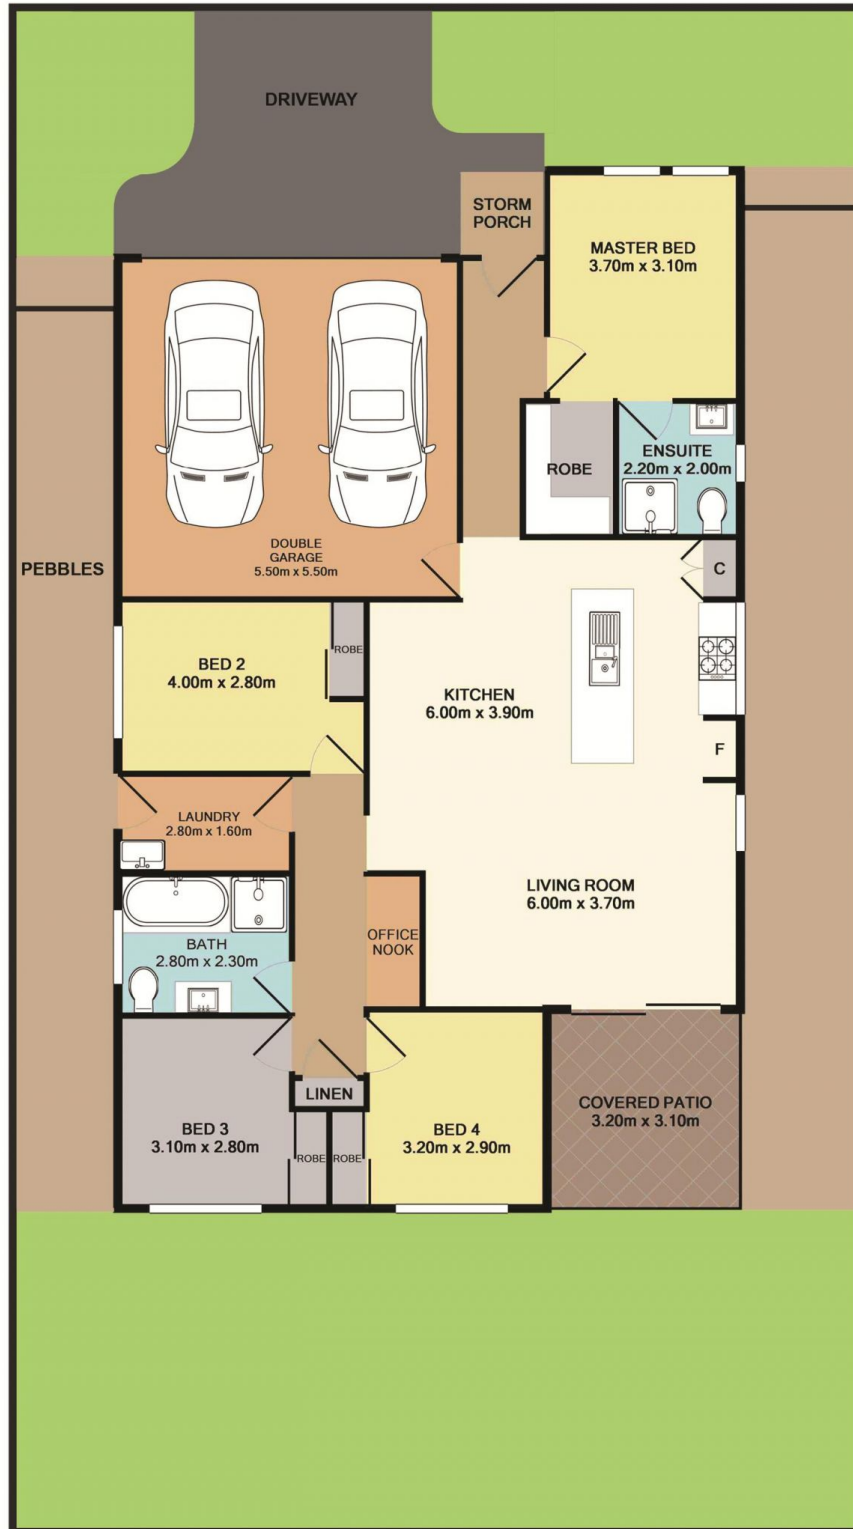 DRIVEWAY
STORM
PORCH
MASTER BED
3.70m x 3.10m
ENSUITE
2.20m x 2.00m
ROBE
DOUBLE
GARAGE
5.50m x 5.50m
PEBBLES
C
ROBE
BED 2
4.00m x 2.80m
KITCHEN
6.00m x 3.90m
F
LAUNDRY
2.80m x 1.60m
LIVING ROOM
6.00m x 3.70m
OFFICE
NOOK
BATH
2.80m x 2.30m
LINEN
COVERED PATIO
3.20m x 3.10m
BED 3
3.10m x 2.80m
BED 4
3.20m x 2.90m
ROBE
ROBE